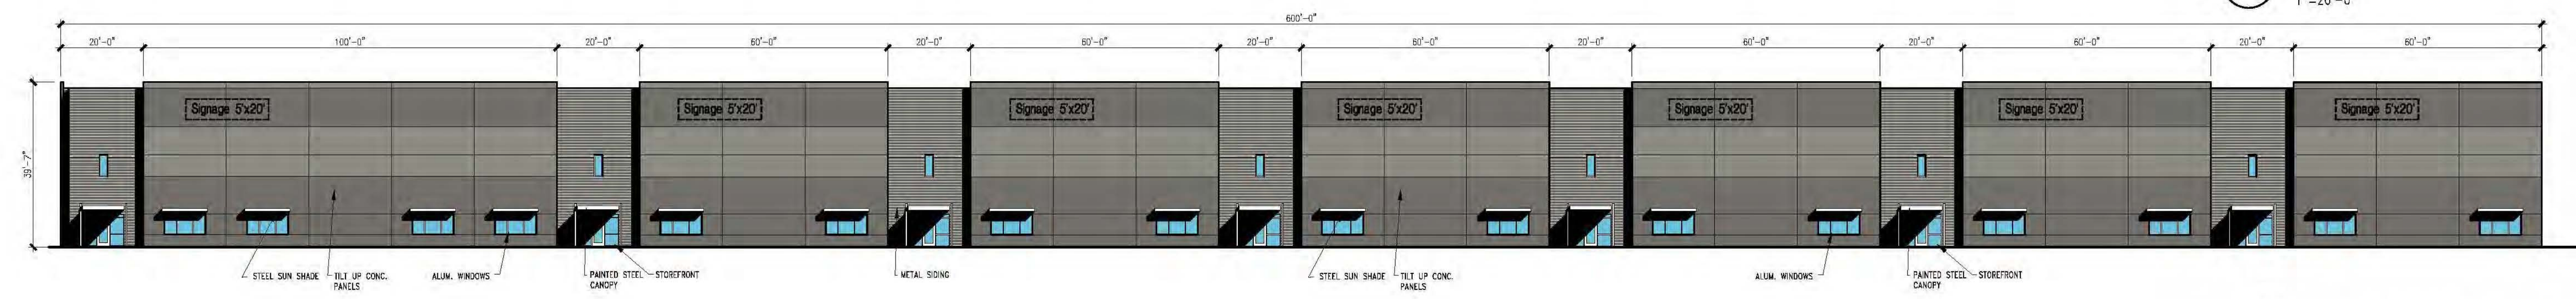 1"=20'-0"
600'-0"
20'-0" 100'-0" 20'-0" 60'-0" 20'-0" 60'-0" 20'-0" 60'-0" 20'-0" 60'-0" 20'-0" 60'-0" 20'-0" 60'-0"
39'-7"
Signage 5'x20' Signage 5'x20' Signage 5'x20' Signage 5'x20' Signage 5'x20' Signage 5'x20' Signage 5'x20'
STEEL SUN SHADE TILT UP CONC. ALUM. WINDOWS PAINTED STEEL STOREFRONT METAL SIDING STEEL SUN SHADE TILT UP CONC. ALUM. WINDOWS PAINTED STEEL STOREFRONT
PANELS CANOPY PANELS CANOPY